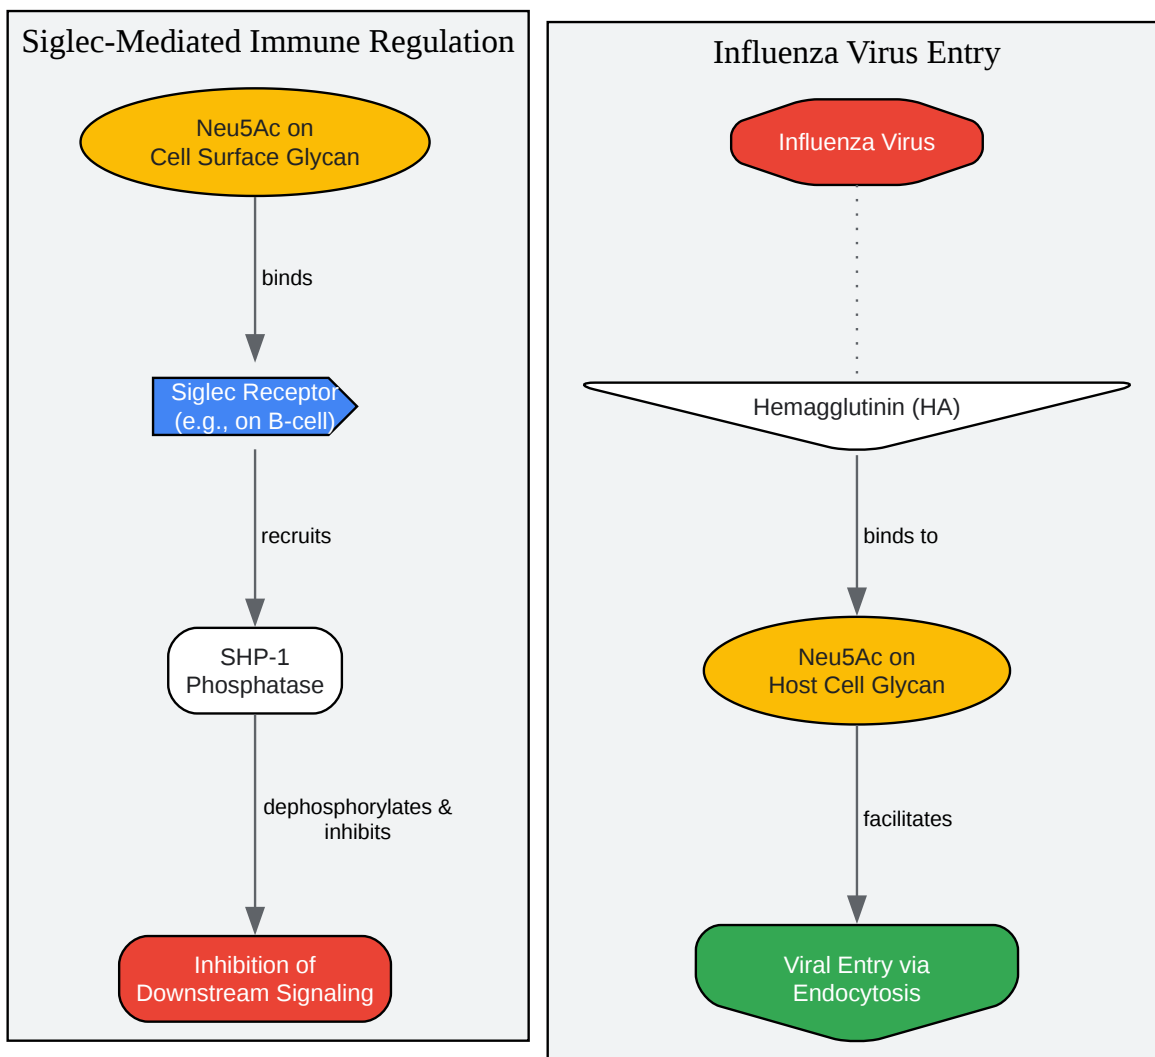 Siglec-Mediated Immune Regulation
Neu5Ac on
Cell Surface Glycan
binds
Siglec Receptor
(e.g., on B-cell)
recruits
SHP-1
Phosphatase
dephosphorylates &
inhibits
Inhibition of
Downstream Signaling
Influenza Virus Entry
Influenza Virus
Hemagglutinin (HA)
binds to
Neu5Ac on
Host Cell Glycan
facilitates
Viral Entry via
Endocytosis